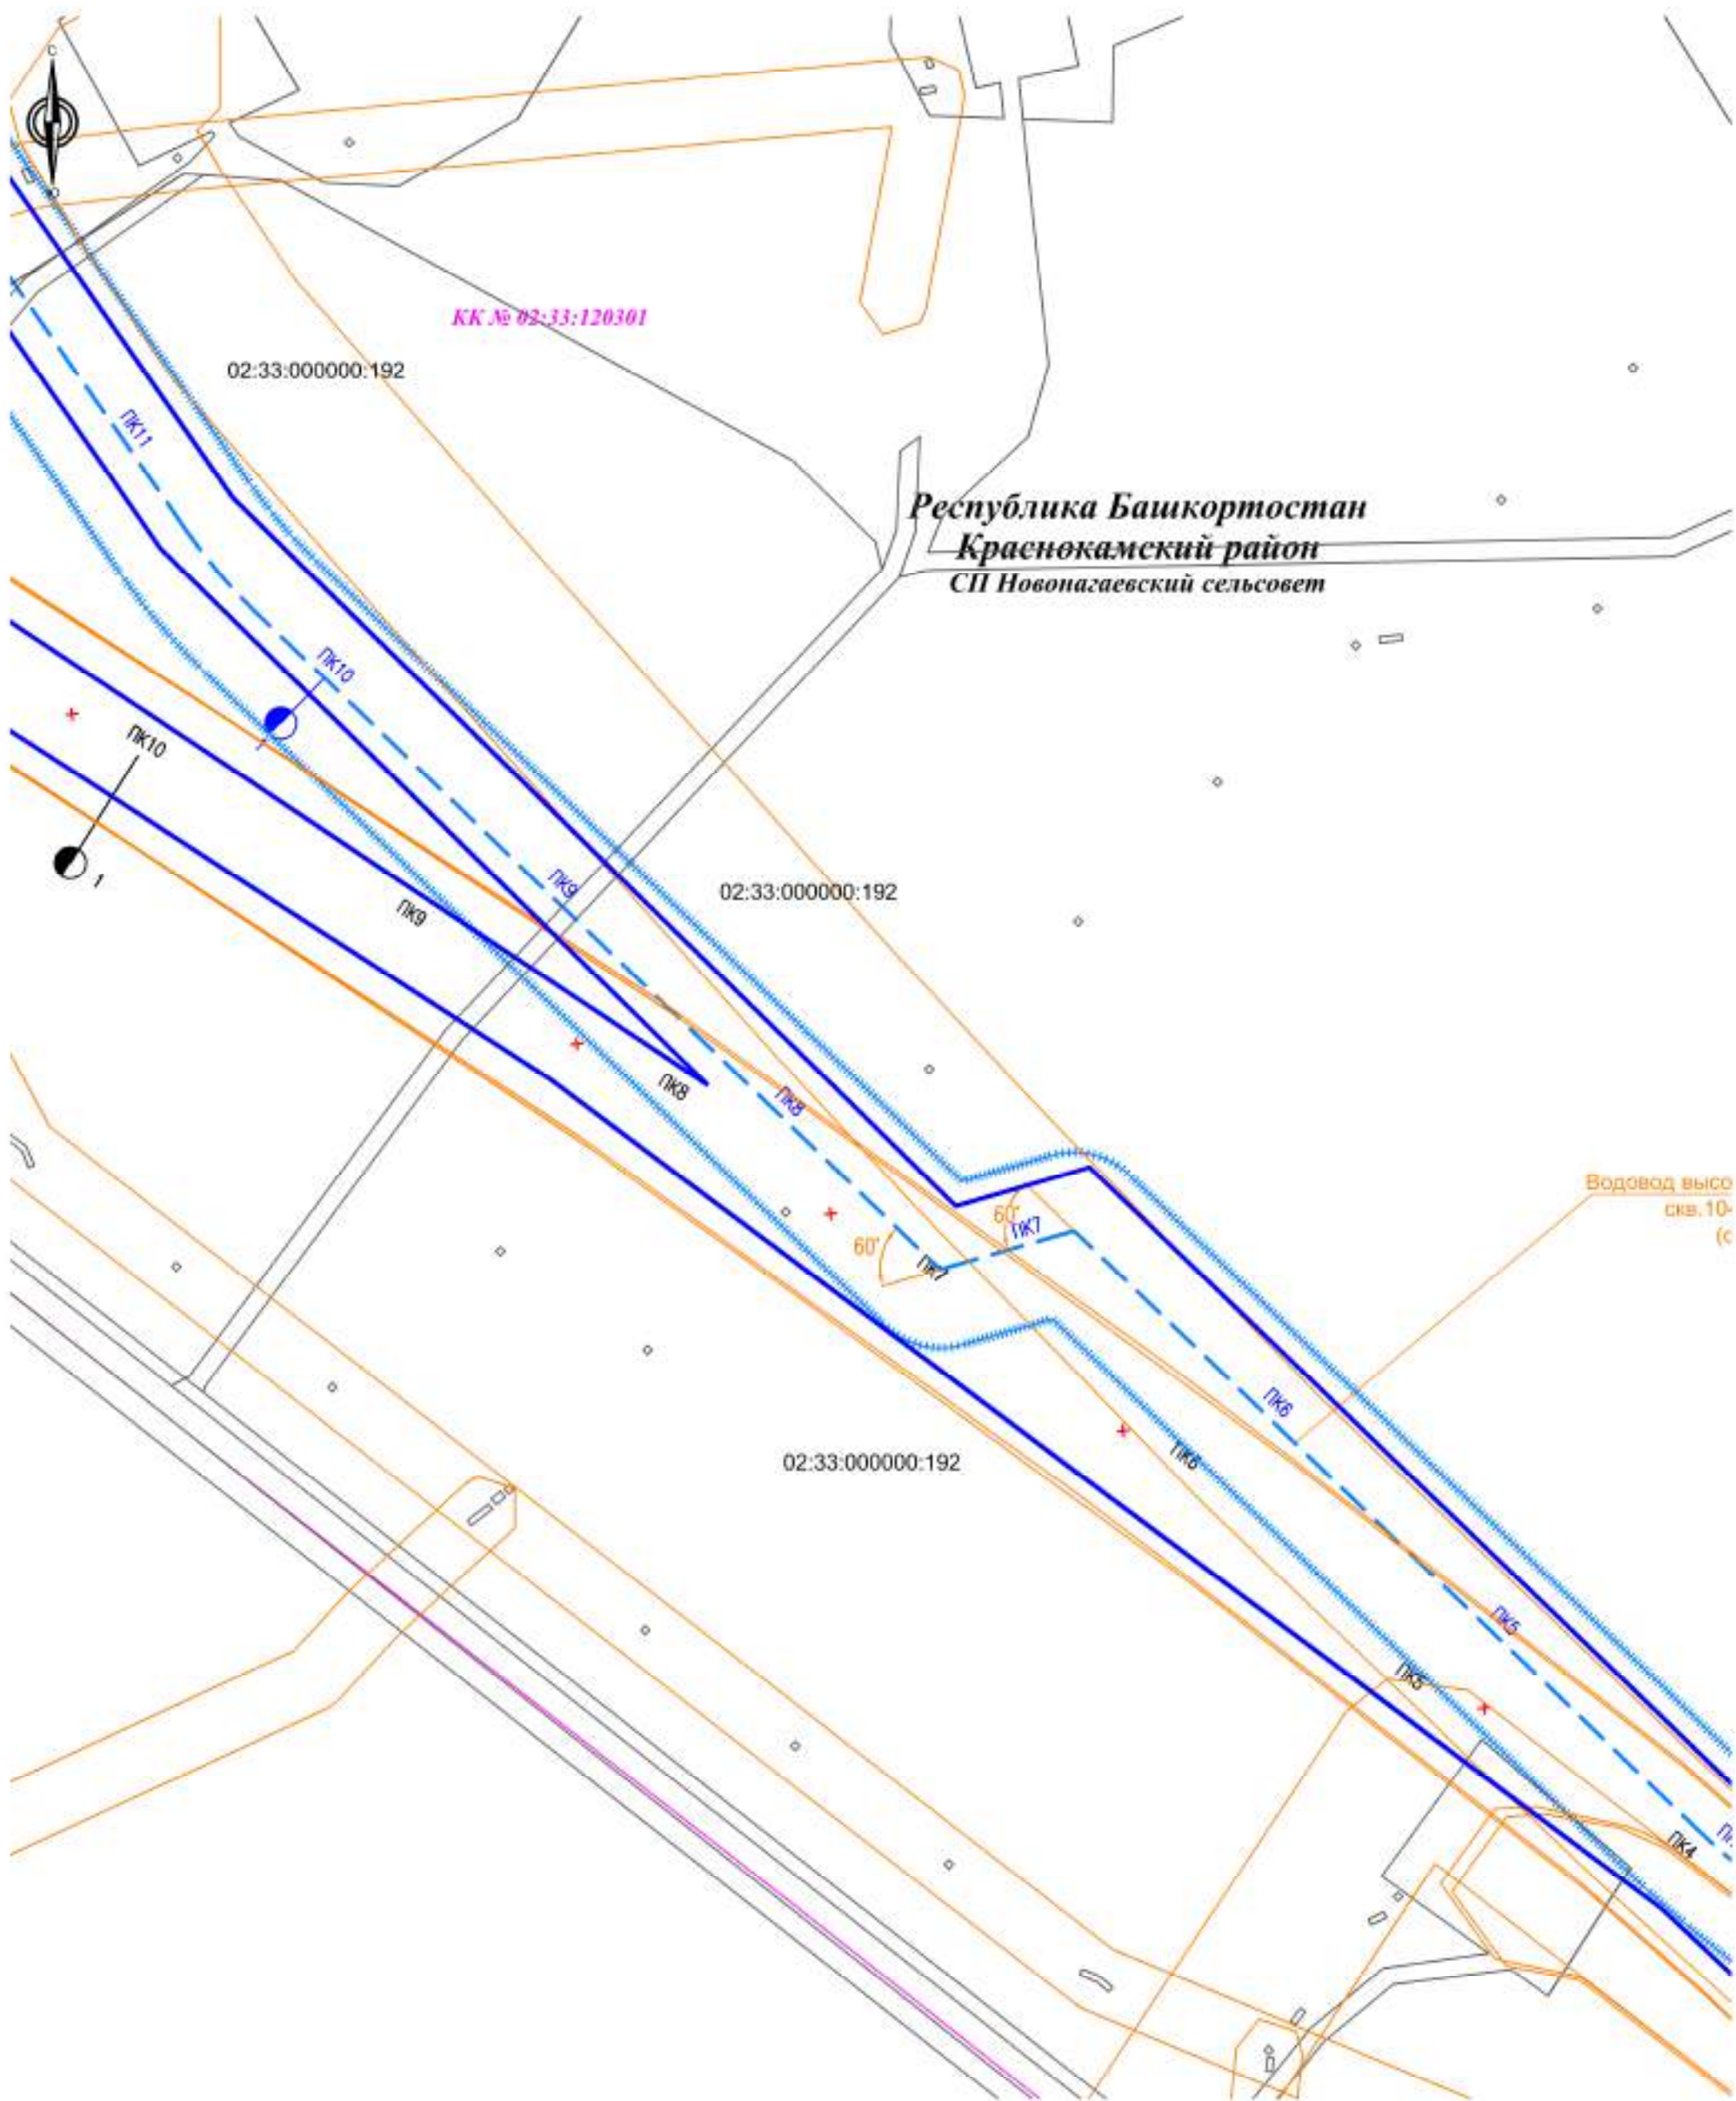 С
Ю
КК № 02:33:120301
02:33:000000:192
ПК11
Республика Башкортостан
Краснокамский район
СП Новонагаевский сельсовет
ПК10
1
ПК10
1
ПК9
ПК9
02:33:000000:192
ПК8
ПК8
Водовод высо
скв.10-
(с
60°
ПК7
60°
ПК7
ПК6
ПК6
02:33:000000:192
ПК5
ПК5
ПК4